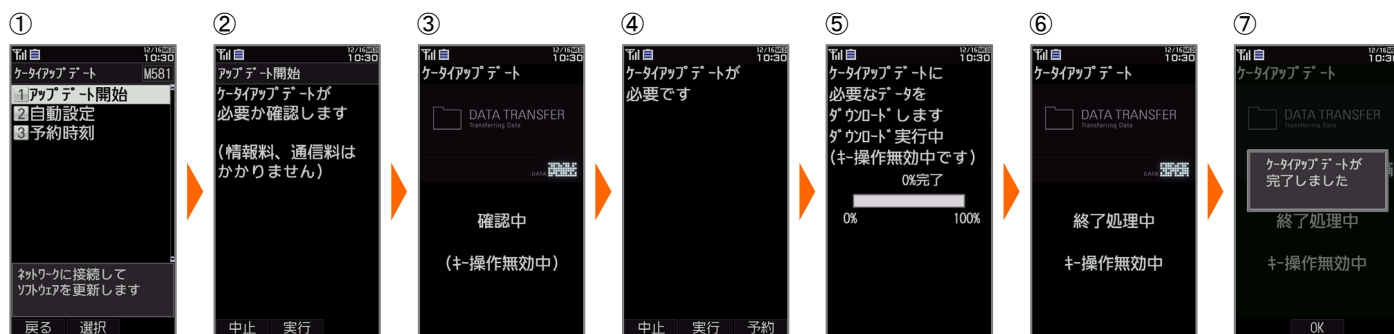 ①
12/16水
10:30
ケータイアップデート
M581
1アップデート開始
2自動設定
3予約時刻
ネットワークに接続して
ソフトウェアを更新します
戻る 選択
②
10:30
アップデート開始
ケータイアップデートが
必要か確認します
(情報料、通信料は
かかりません)
中止 実行
③
10:30
ケータイアップデート
DATA TRANSFER
Transferring Data
DATA
確認中
(キー操作無効中)
④
10:30
ケータイアップデートが
必要です
中止 実行 予約
⑤
10:30
ケータイアップデートに
必要なデータを
ダウンロードします
ダウンロード実行中
(キー操作無効中です)
0%完了
0% 100%
⑥
10:30
ケータイアップデート
DATA TRANSFER
Transferring Data
DATA
終了処理中
キー操作無効中
⑦
ケータイアップデート
DATA TRANSFER
Transferring Data
ケータイアップデートが
完了しました
終了処理中
キー操作無効中
OK